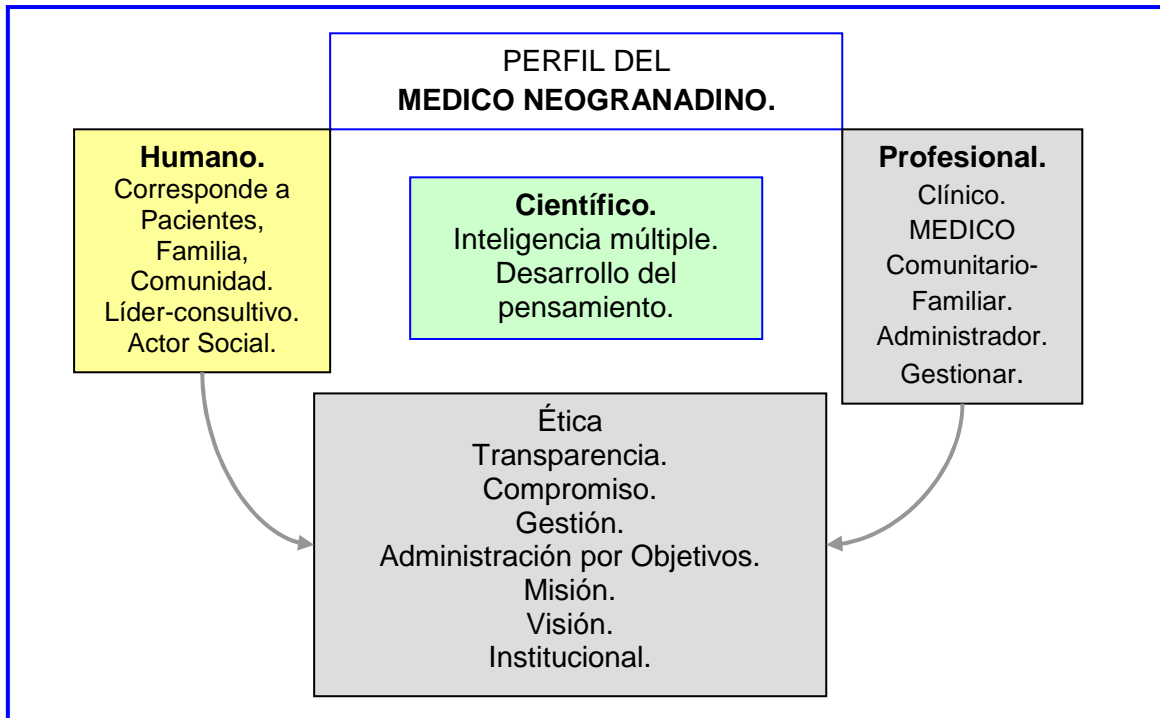 PERFIL DEL
MEDICO NEOGRANADINO.
Humano.
Corresponde a
Pacientes,
Familia,
Comunidad.
Líder-consultivo.
Actor Social.
Científico.
Inteligencia múltiple.
Desarrollo del
pensamiento.
Profesional.
Clínico.
MEDICO
Comunitario-
Familiar.
Administrador.
Gestionar.
Ética
Transparencia.
Compromiso.
Gestión.
Administración por Objetivos.
Misión.
Visión.
Institucional.